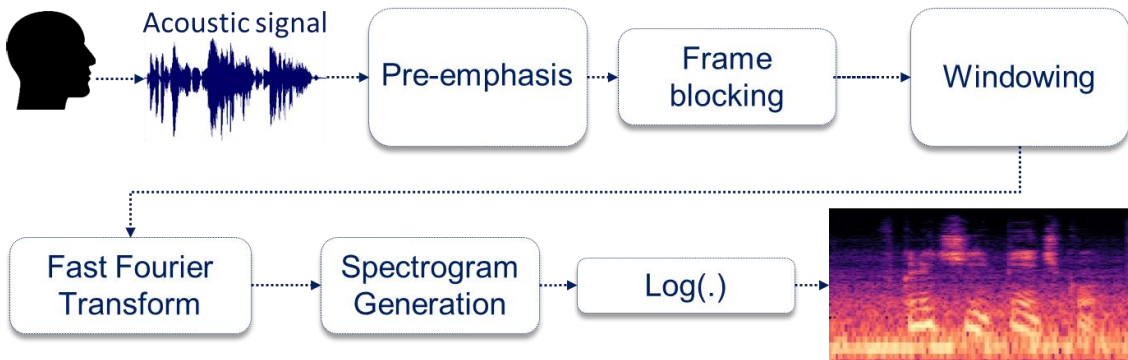 Acoustic signal
Pre-emphasis
Frame
blocking
Windowing
Fast Fourier
Transform
Spectrogram
Generation
Log(.)